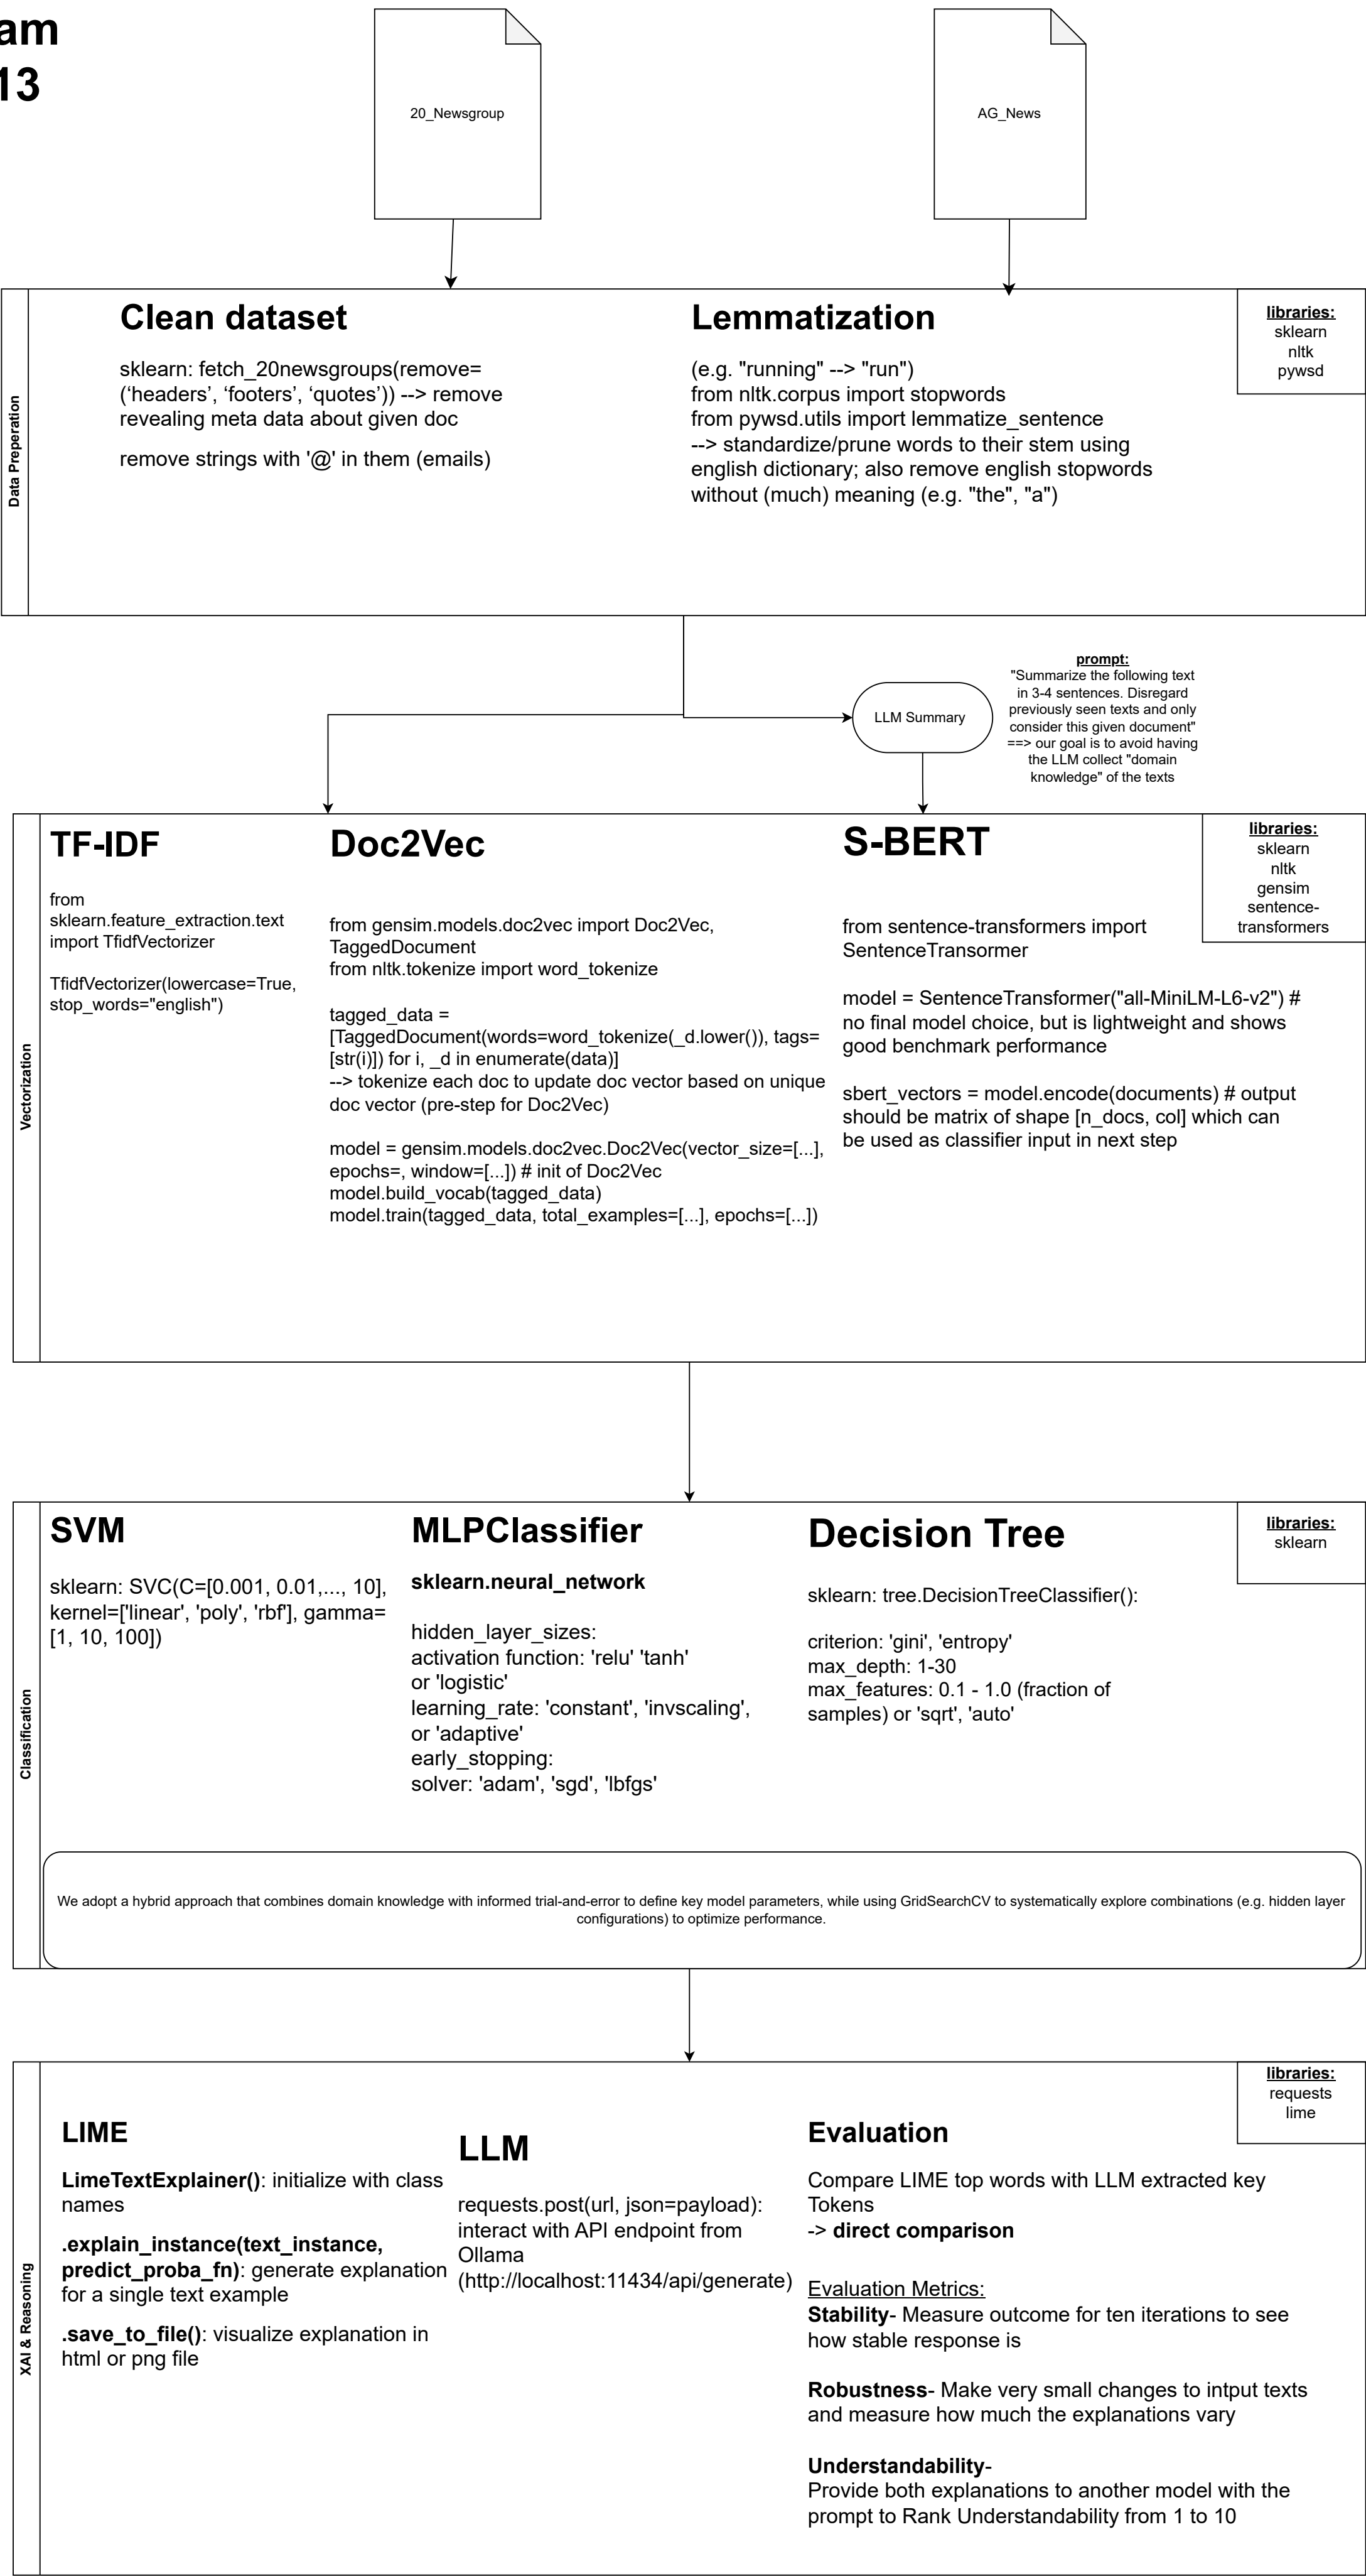 am
13
20_Newsgroup
AG_News
Data Preperation
Clean dataset
sklearn: fetch_20newsgroups(remove=
(‘headers’, ‘footers’, ‘quotes’)) --> remove
revealing meta data about given doc
remove strings with '@' in them (emails)
Lemmatization
(e.g. "running" --> "run")
from nltk.corpus import stopwords
from pywsd.utils import lemmatize_sentence
--> standardize/prune words to their stem using
english dictionary; also remove english stopwords
without (much) meaning (e.g. "the", "a")
libraries:
sklearn
nltk
pywsd
LLM Summary
prompt:
"Summarize the following text
in 3-4 sentences. Disregard
previously seen texts and only
consider this given document"
==> our goal is to avoid having
the LLM collect "domain
knowledge" of the texts
Vectorization
TF-IDF
from
sklearn.feature_extraction.text
import TfidfVectorizer
TfidfVectorizer(lowercase=True,
stop_words="english")
Doc2Vec
from gensim.models.doc2vec import Doc2Vec,
TaggedDocument
from nltk.tokenize import word_tokenize
tagged_data =
[TaggedDocument(words=word_tokenize(_d.lower()), tags=
[str(i)]) for i, _d in enumerate(data)]
--> tokenize each doc to update doc vector based on unique
doc vector (pre-step for Doc2Vec)
model = gensim.models.doc2vec.Doc2Vec(vector_size=[...],
epochs=, window=[...]) # init of Doc2Vec
model.build_vocab(tagged_data)
model.train(tagged_data, total_examples=[...], epochs=[...])
S-BERT
from sentence-transformers import
SentenceTransormer
model = SentenceTransformer("all-MiniLM-L6-v2") #
no final model choice, but is lightweight and shows
good benchmark performance
sbert_vectors = model.encode(documents) # output
should be matrix of shape [n_docs, col] which can
be used as classifier input in next step
libraries:
sklearn
nltk
gensim
sentence-
transformers
Classification
SVM
sklearn: SVC(C=[0.001, 0.01,..., 10],
kernel=['linear', 'poly', 'rbf'], gamma=
[1, 10, 100])
MLPClassifier
sklearn.neural_network
hidden_layer_sizes:
activation function: 'relu' 'tanh'
or 'logistic'
learning_rate: 'constant', 'invscaling',
or 'adaptive'
early_stopping:
solver: 'adam', 'sgd', 'lbfgs'
Decision Tree
sklearn: tree.DecisionTreeClassifier():
criterion: 'gini', 'entropy'
max_depth: 1-30
max_features: 0.1 - 1.0 (fraction of
samples) or 'sqrt', 'auto'
libraries:
sklearn
We adopt a hybrid approach that combines domain knowledge with informed trial-and-error to define key model parameters, while using GridSearchCV to systematically explore combinations (e.g. hidden layer
configurations) to optimize performance.
XAI & Reasoning
LIME
LimeTextExplainer(): initialize with class
names
.explain_instance(text_instance,
predict_proba_fn): generate explanation
for a single text example
.save_to_file(): visualize explanation in
html or png file
LLM
requests.post(url, json=payload):
interact with API endpoint from
Ollama
(http://localhost:11434/api/generate)
Evaluation
Compare LIME top words with LLM extracted key
Tokens
-> direct comparison
Evaluation Metrics:
Stability- Measure outcome for ten iterations to see
how stable response is
Robustness- Make very small changes to intput texts
and measure how much the explanations vary
Understandability-
Provide both explanations to another model with the
prompt to Rank Understandability from 1 to 10
libraries:
requests
lime